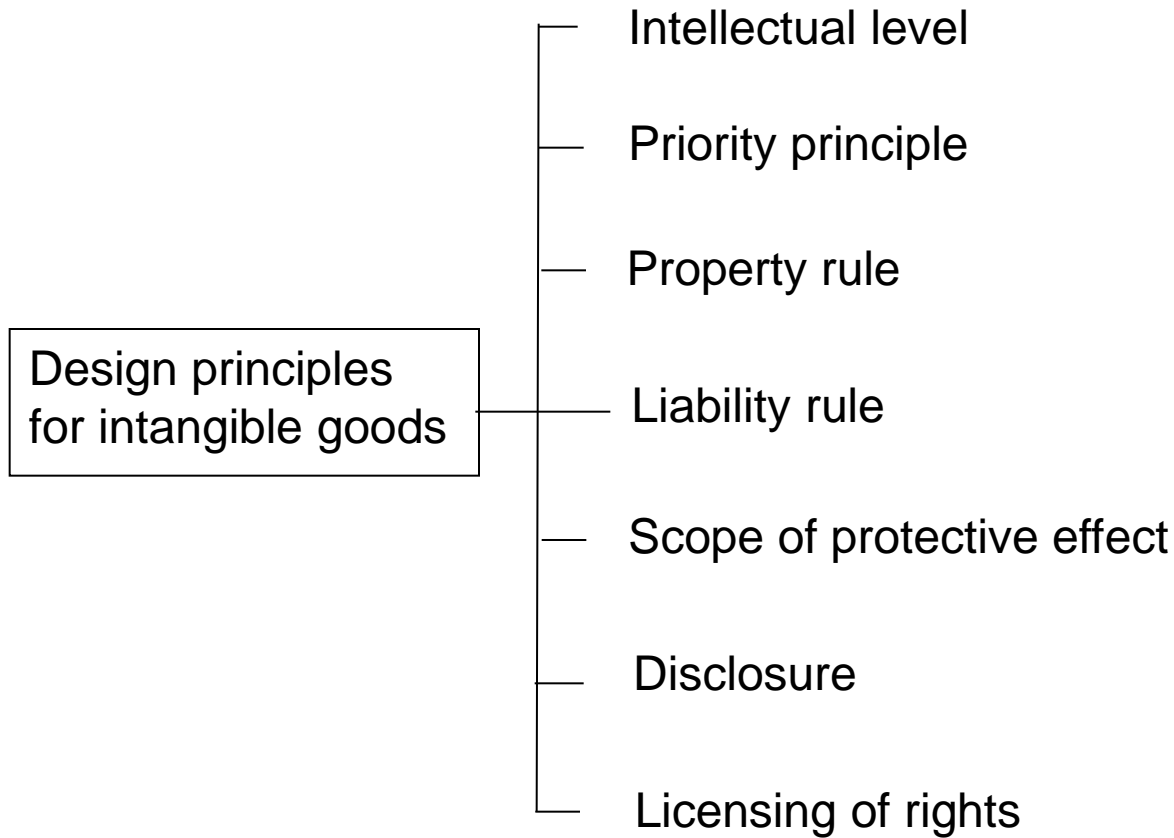 Intellectual level
Priority principle
Property rule
Design principles
for intangible goods
Liability rule
Scope of protective effect
Disclosure
Licensing of rights